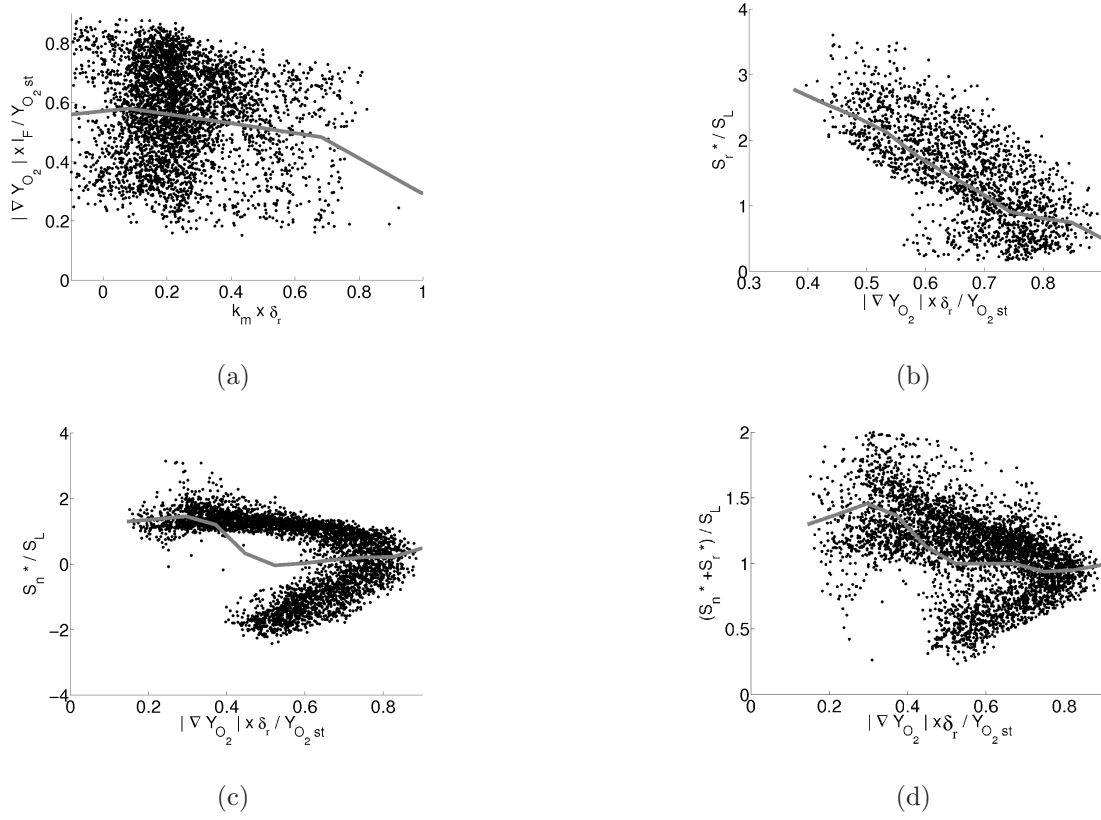 0.8
0.6
0.4
0.2
0
| ∇ Y_O₂ | x l_F / Y_O₂ st
0 0.2 0.4 0.6 0.8 1
k_m x δ_r
(a)
4
3
2
1
0
S_r * / S_L
0.3 0.4 0.5 0.6 0.7 0.8
| ∇ Y_O₂ | x δ_r / Y_O₂ st
(b)
4
2
0
−2
−4
S_n * / S_L
0 0.2 0.4 0.6 0.8
| ∇ Y_O₂ | x δ_r / Y_O₂ st
(c)
2
1.5
1
0.5
0
(S_n * +S_r *) / S_L
0 0.2 0.4 0.6 0.8
| ∇ Y_O₂ | x δ_r / Y_O₂ st
(d)